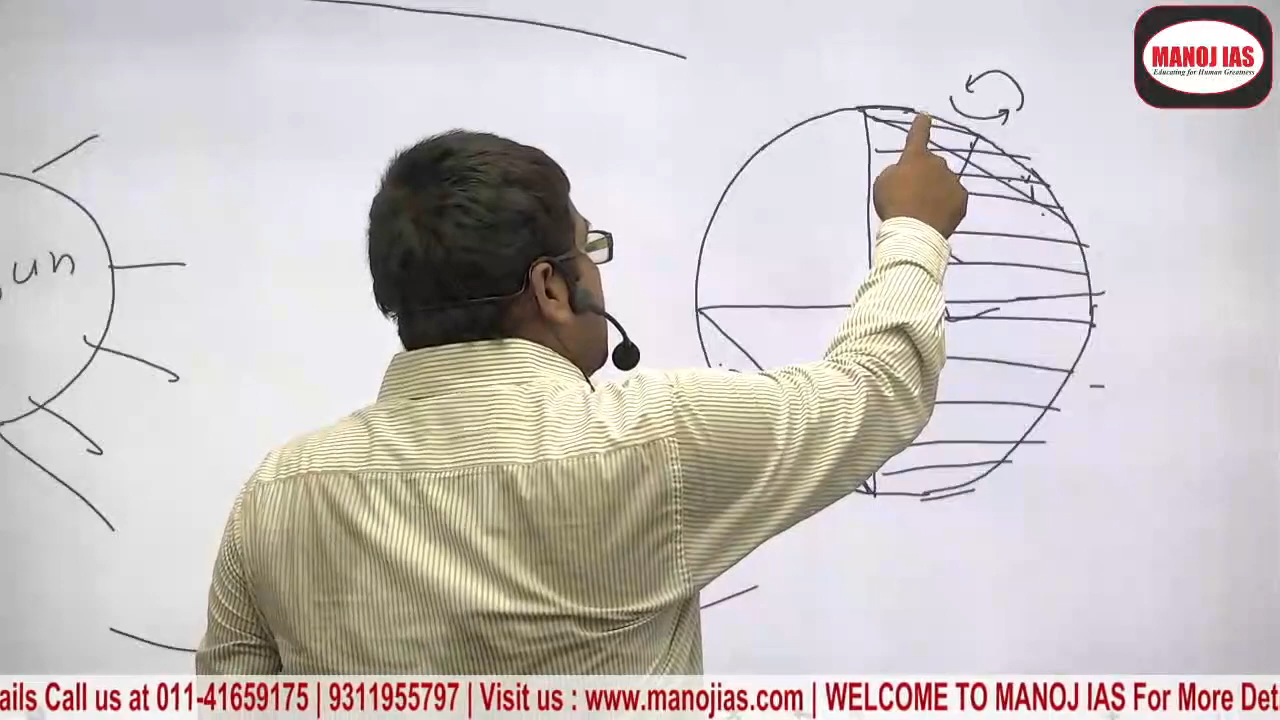 MANOJ IAS
Educating for Human Greatness
un
ails Call us at 011-41659175 | 9311955797 | Visit us : www.manojias.com | WELCOME TO MANOJ IAS For More Det